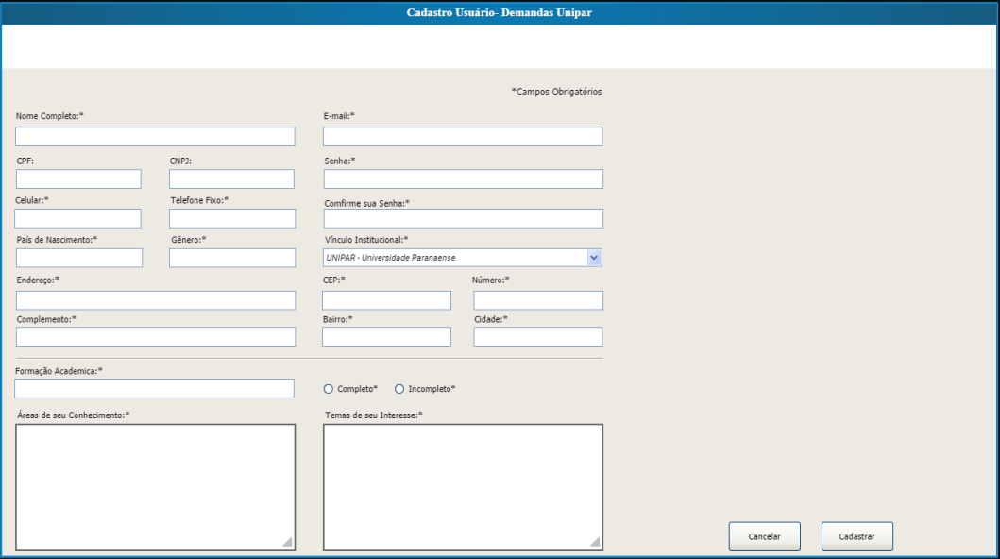 Cadastro Usuário- Demandas Unipar
*Campos Obrigatórios
Nome Completo:* E-mail:*
CPF: CNPJ: Senha:*
Celular:* Telefone Fixo:* Comfirme sua Senha:*
País de Nascimento:* Gênero:* Vínculo Institucional:*
UNIPAR - Universidade Paranaense
Endereço:* CEP:* Número:*
Complemento:* Bairro:* Cidade:*
Formação Academica:*
Completo* Incompleto*
Áreas de seu Conhecimento:* Temas de seu Interesse:*
Cancelar Cadastrar